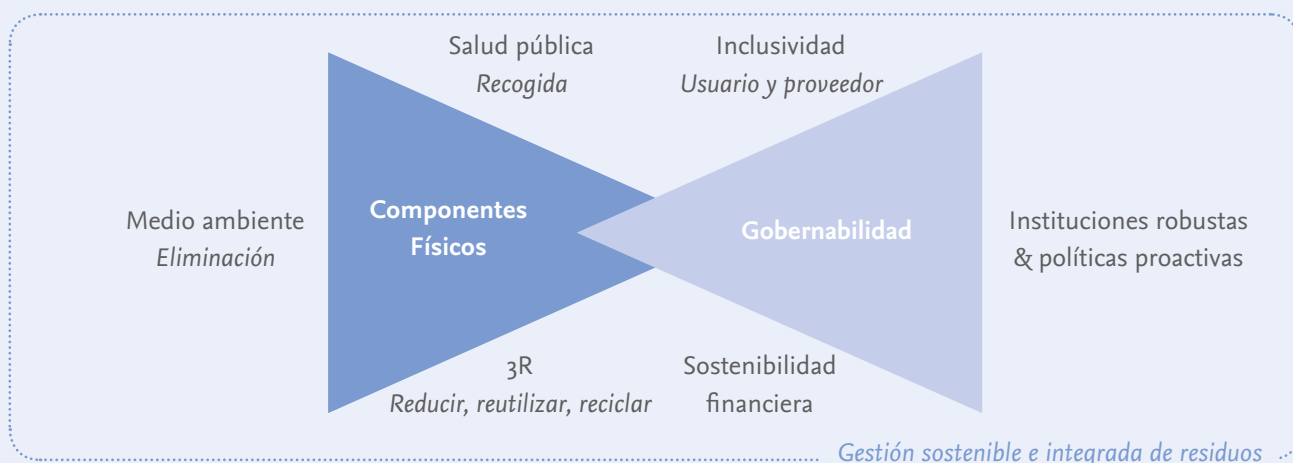 Salud pública
Recogida
Inclusividad
Usuario y proveedor
Medio ambiente
Eliminación
Componentes
Físicos
Gobernabilidad
Instituciones robustas
& políticas proactivas
3R
Reducir, reutilizar, reciclar
Sostenibilidad
financiera
Gestión sostenible e integrada de residuos